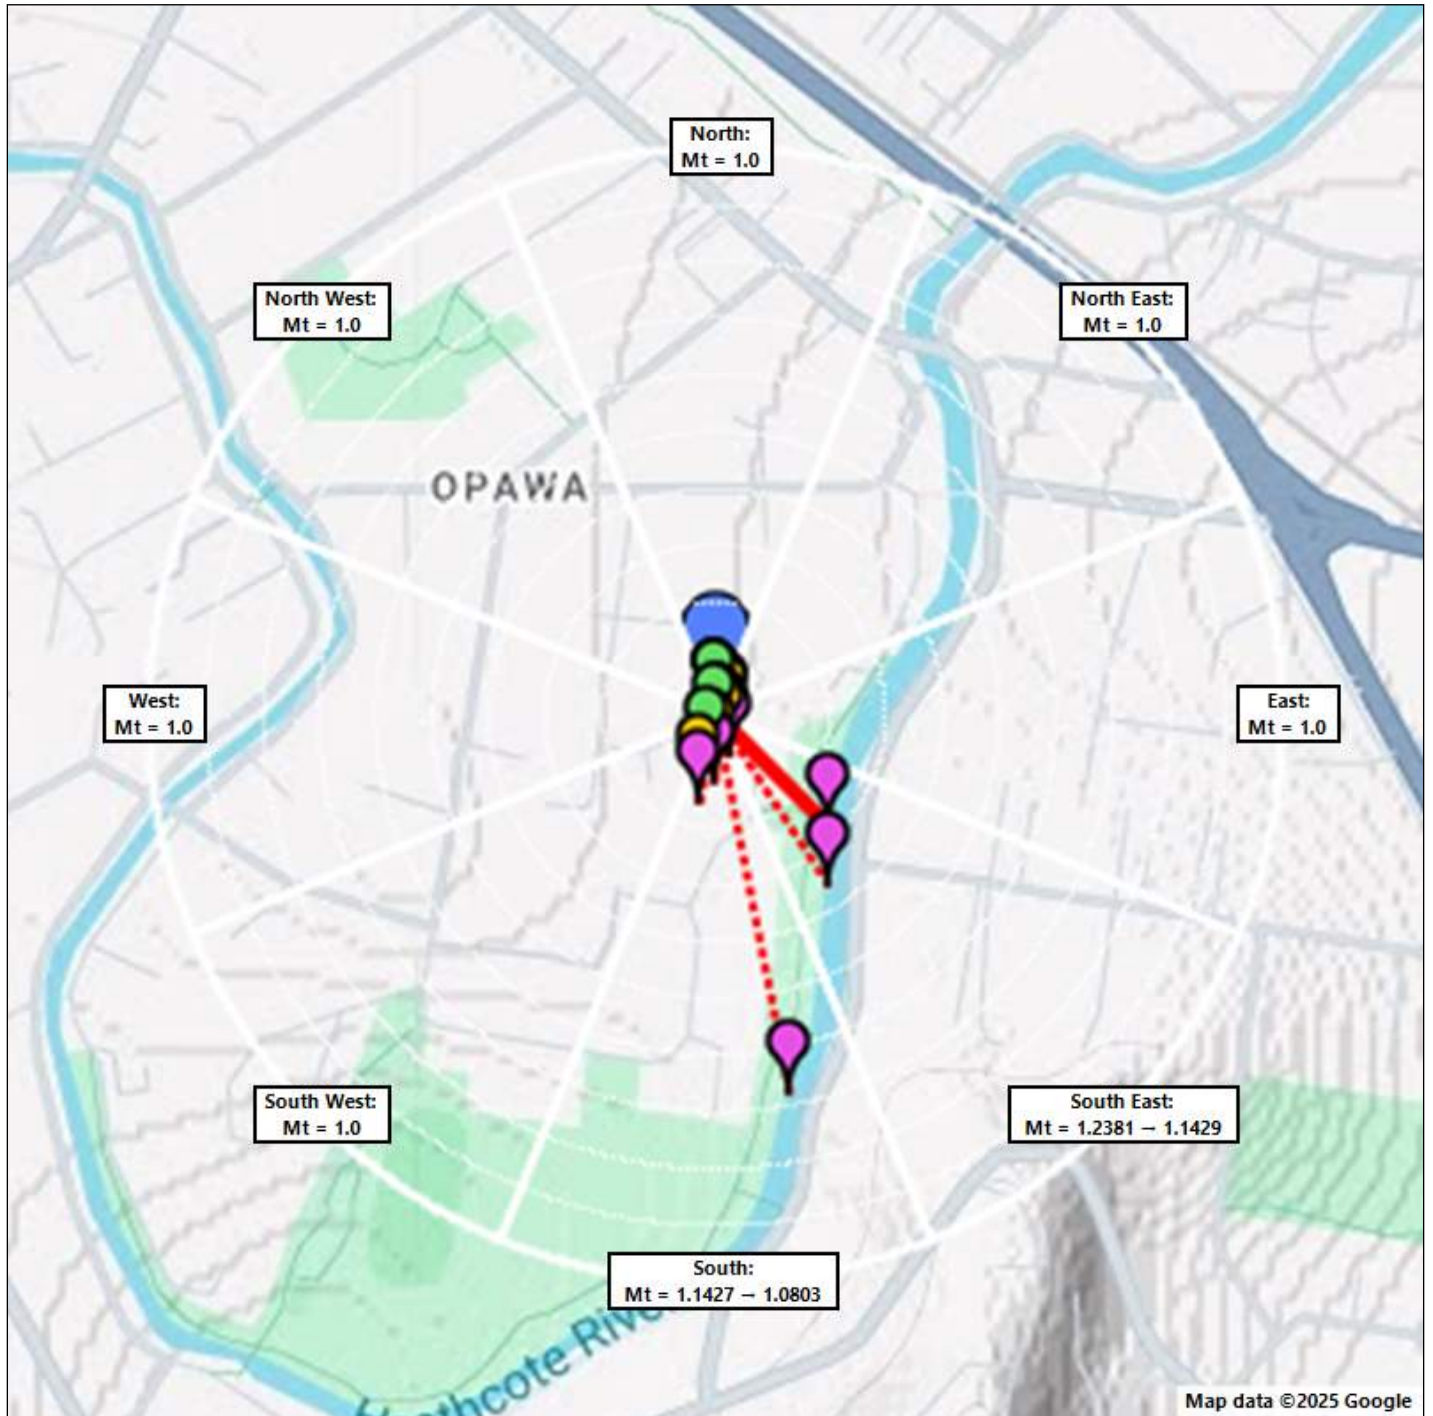 North:
Mt = 1.0
North West:
Mt = 1.0
North East:
Mt = 1.0
OPAWA
West:
Mt = 1.0
East:
Mt = 1.0
South West:
Mt = 1.0
South East:
Mt = 1.2381 → 1.1429
South:
Mt = 1.1427 → 1.0803
Heathcote River
Map data ©2025 Google